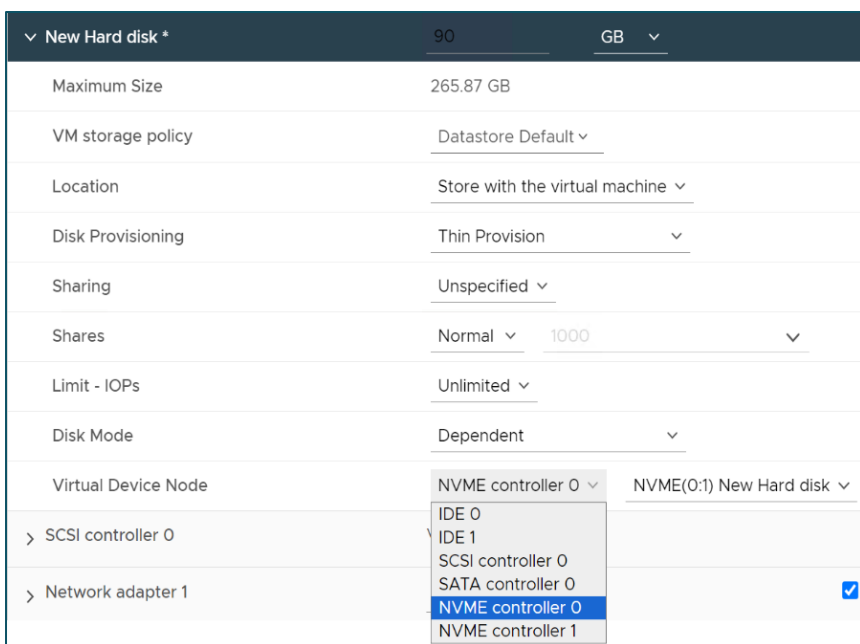 New Hard disk * 90 GB
Maximum Size 265.87 GB
VM storage policy Datastore Default
Location Store with the virtual machine
Disk Provisioning Thin Provision
Sharing Unspecified
Shares Normal 1000
Limit - IOPs Unlimited
Disk Mode Dependent
Virtual Device Node NVME controller 0 NVME(0:1) New Hard disk
IDE 0
IDE 1
SCSI controller 0
SATA controller 0
NVME controller 0
NVME controller 1
SCSI controller 0
Network adapter 1